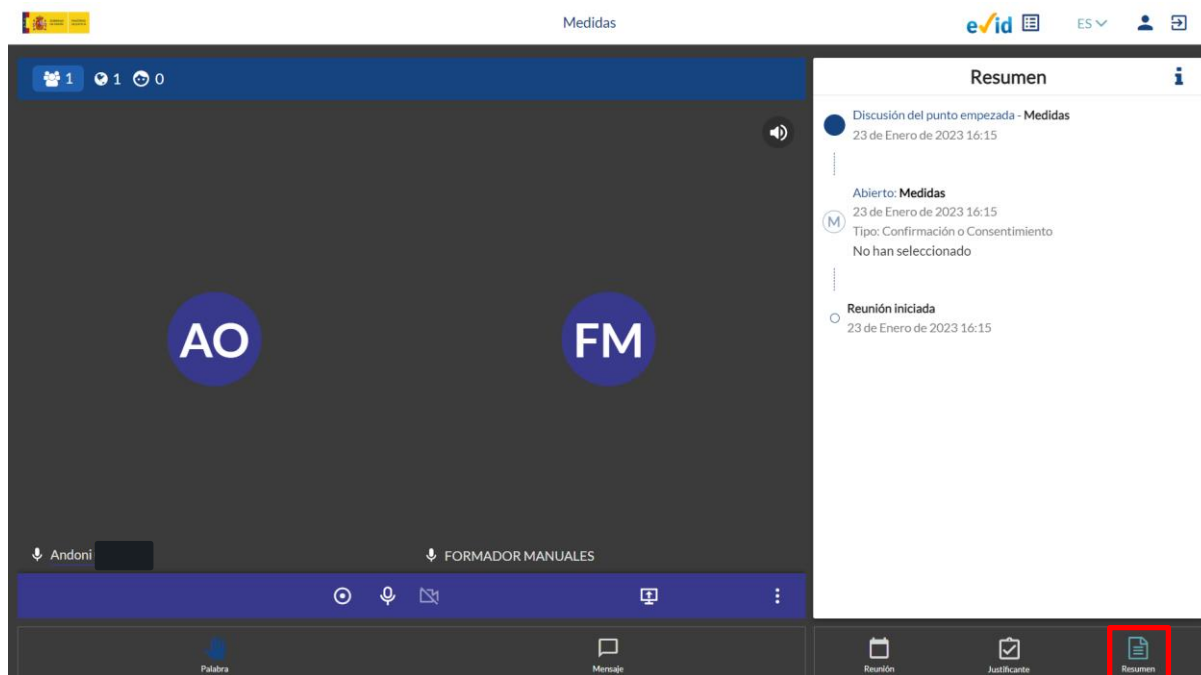 Medidas
e✓id
ES
1 1 0
Resumen
i
Discusión del punto empezada - Medidas
23 de Enero de 2023 16:15
Abierto: Medidas
M
23 de Enero de 2023 16:15
Tipo: Confirmación o Consentimiento
No han seleccionado
Reunión iniciada
23 de Enero de 2023 16:15
AO
FM
Andoni
FORMADOR MANUALES
Palabra
Mensaje
Reunión
Justificante
Resumen